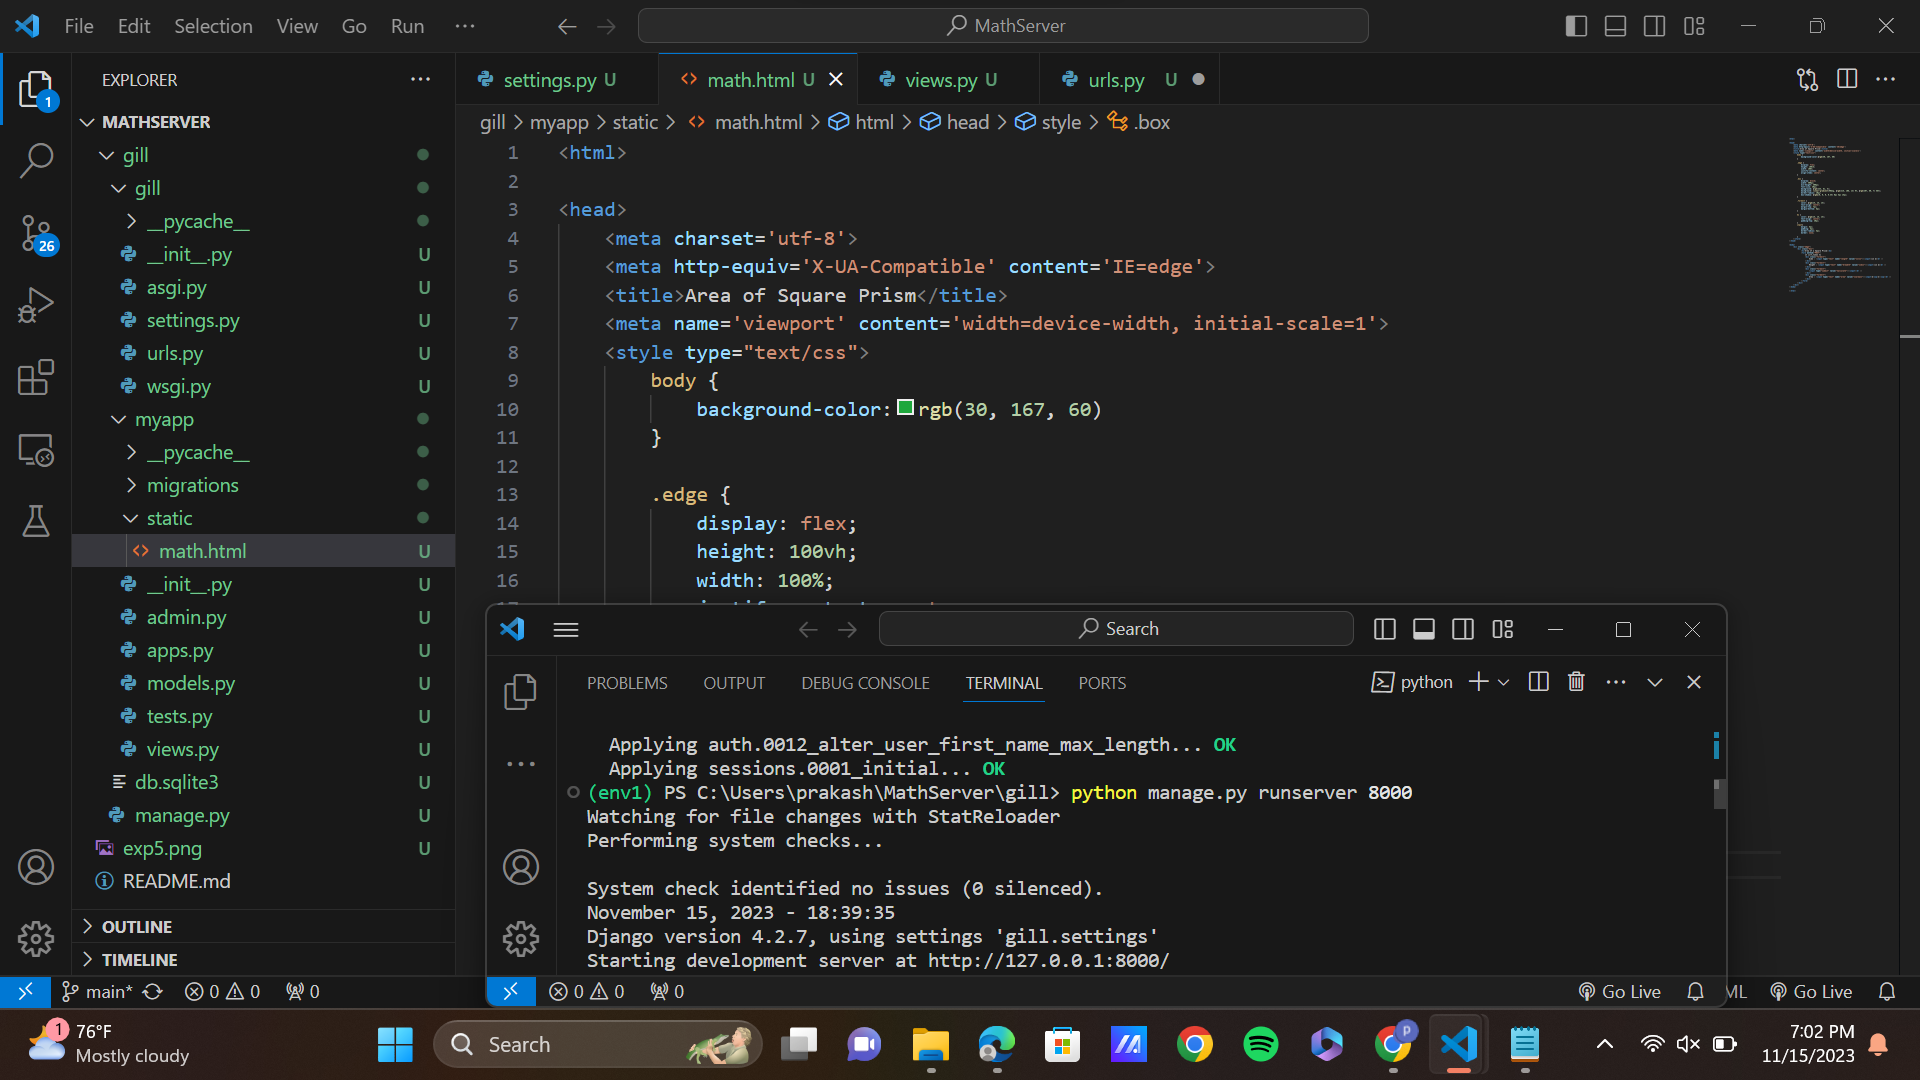 File Edit Selection View Go Run ··· MathServer
EXPLORER
MATHSERVER
gill
gill
__pycache__
__init__.py U
asgi.py U
settings.py U
urls.py U
wsgi.py U
myapp
__pycache__
migrations
static
math.html U
__init__.py U
admin.py U
apps.py U
models.py U
tests.py U
views.py U
db.sqlite3 U
manage.py U
exp5.png U
README.md
OUTLINE
TIMELINE
1
26
settings.py U math.html U views.py U urls.py U
gill > myapp > static > math.html > html > head > style > .box
1 <html>
2
3 <head>
4 <meta charset='utf-8'>
5 <meta http-equiv='X-UA-Compatible' content='IE=edge'>
6 <title>Area of Square Prism</title>
7 <meta name='viewport' content='width=device-width, initial-scale=1'>
8 <style type="text/css">
9 body {
10 background-color: rgb(30, 167, 60)
11 }
12
13 .edge {
14 display: flex;
15 height: 100vh;
16 width: 100%;
Search
PROBLEMS OUTPUT DEBUG CONSOLE TERMINAL PORTS python
Applying auth.0012_alter_user_first_name_max_length... OK
Applying sessions.0001_initial... OK
(env1) PS C:\Users\prakash\MathServer\gill> python manage.py runserver 8000
Watching for file changes with StatReloader
Performing system checks...
System check identified no issues (0 silenced).
November 15, 2023 - 18:39:35
Django version 4.2.7, using settings 'gill.settings'
Starting development server at http://127.0.0.1:8000/
main* 0 0 0
0 0 0 Go Live ML Go Live
1 76°F
Mostly cloudy
Search
p
7:02 PM
11/15/2023